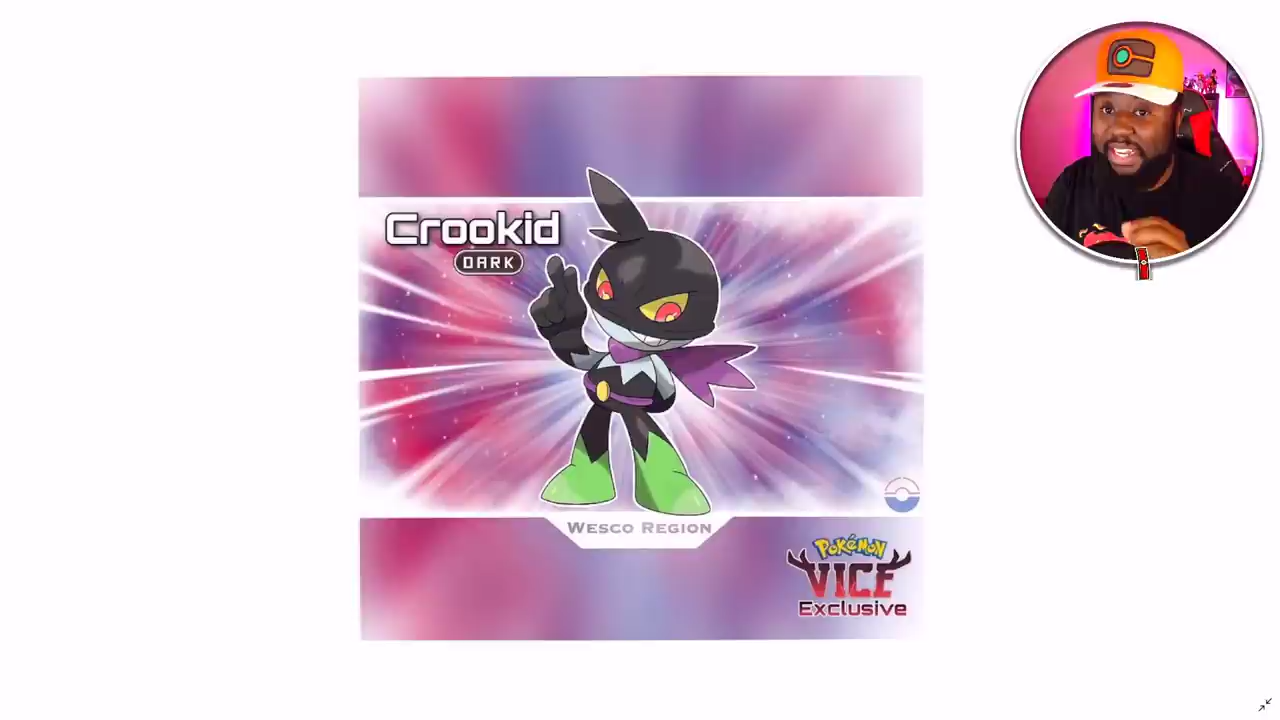 Crookid
DARK
WESCO REGION
POKéMON
VICE
Exclusive